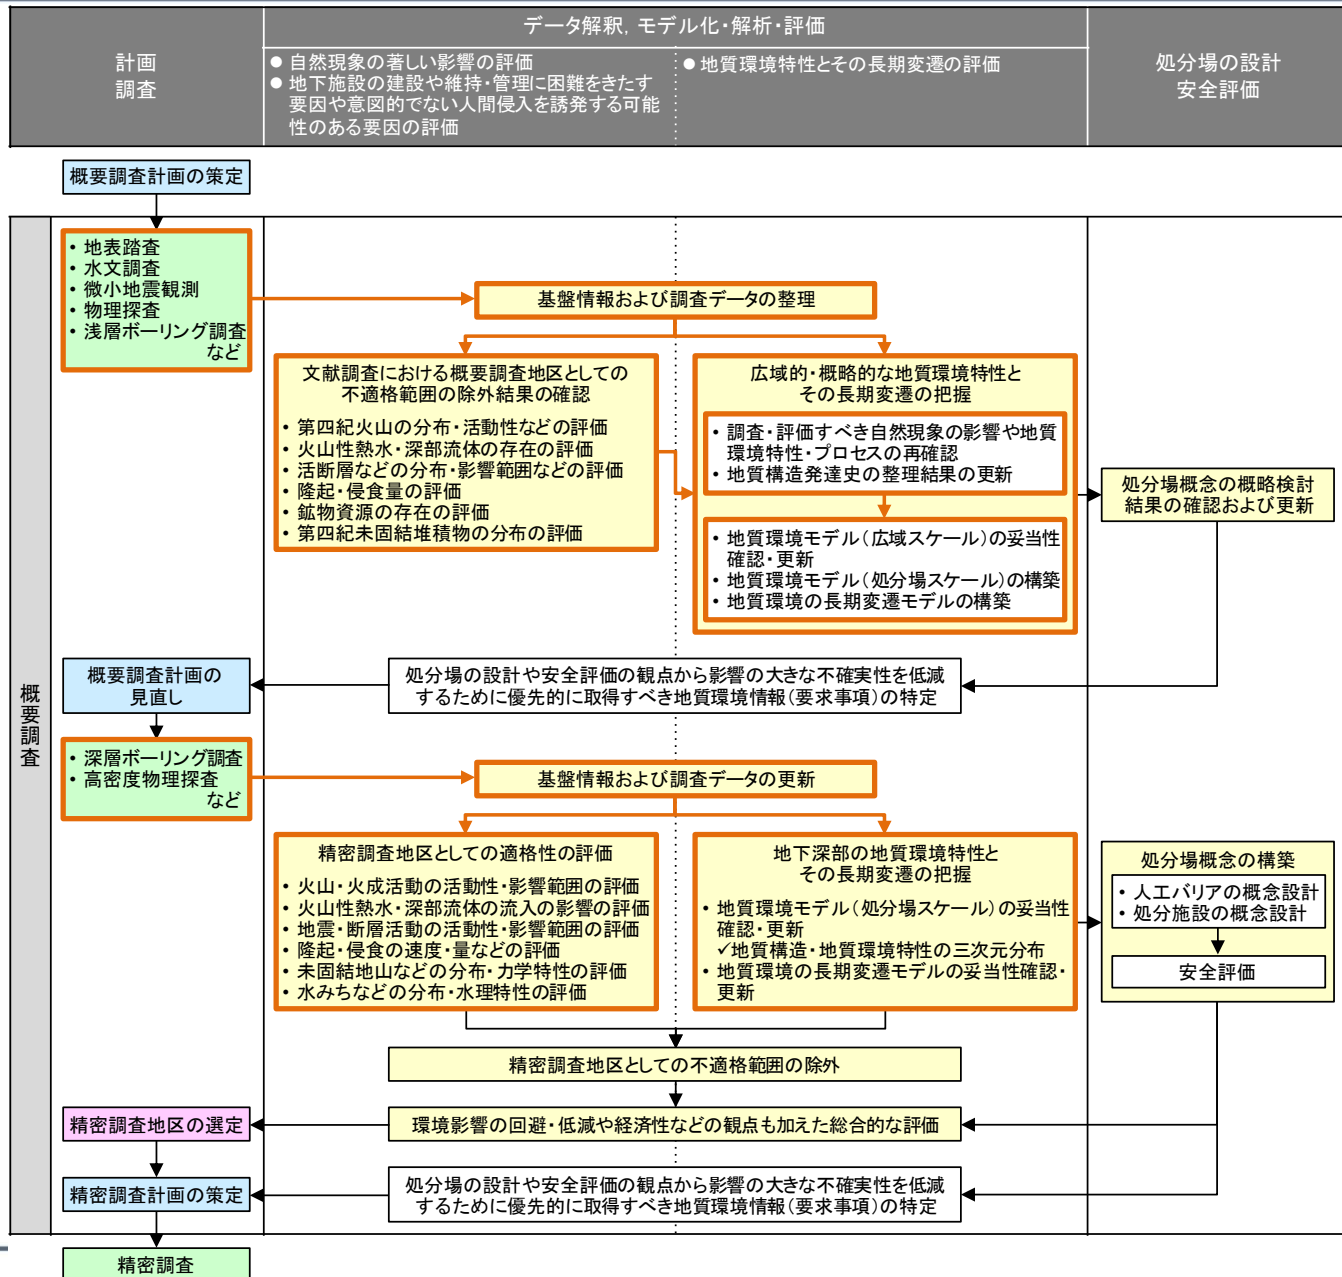 計画
調査
データ解釈，モデル化・解析・評価
● 自然現象の著しい影響の評価
● 地下施設の建設や維持・管理に困難をきたす
要因や意図的でない人間侵入を誘発する可能
性のある要因の評価
● 地質環境特性とその長期変遷の評価
処分場の設計
安全評価
概要調査計画の策定
概要調査
• 地表踏査
• 水文調査
• 微小地震観測
• 物理探査
• 浅層ボーリング調査
など
基盤情報および調査データの整理
文献調査における概要調査地区としての
不適格範囲の除外結果の確認
• 第四紀火山の分布・活動性などの評価
• 火山性熱水・深部流体の存在の評価
• 活断層などの分布・影響範囲などの評価
• 隆起・侵食量の評価
• 鉱物資源の存在の評価
• 第四紀未固結堆積物の分布の評価
広域的・概略的な地質環境特性と
その長期変遷の把握
• 調査・評価すべき自然現象の影響や地質
環境特性・プロセスの再確認
• 地質構造発達史の整理結果の更新
• 地質環境モデル（広域スケール）の妥当性
確認・更新
• 地質環境モデル（処分場スケール）の構築
• 地質環境の長期変遷モデルの構築
処分場概念の概略検討
結果の確認および更新
概要調査計画の
見直し
処分場の設計や安全評価の観点から影響の大きな不確実性を低減
するために優先的に取得すべき地質環境情報（要求事項）の特定
• 深層ボーリング調査
• 高密度物理探査
など
基盤情報および調査データの更新
精密調査地区としての適格性の評価
• 火山・火成活動の活動性・影響範囲の評価
• 火山性熱水・深部流体の流入の影響の評価
• 地震・断層活動の活動性・影響範囲の評価
• 隆起・侵食の速度・量などの評価
• 未固結地山などの分布・力学特性の評価
• 水みちなどの分布・水理特性の評価
地下深部の地質環境特性と
その長期変遷の把握
• 地質環境モデル（処分場スケール）の妥当性
確認・更新
✓地質構造・地質環境特性の三次元分布
• 地質環境の長期変遷モデルの妥当性確認・
更新
処分場概念の構築
• 人工バリアの概念設計
• 処分施設の概念設計
安全評価
精密調査地区としての不適格範囲の除外
精密調査地区の選定
環境影響の回避・低減や経済性などの観点も加えた総合的な評価
精密調査計画の策定
処分場の設計や安全評価の観点から影響の大きな不確実性を低減
するために優先的に取得すべき地質環境情報（要求事項）の特定
精密調査